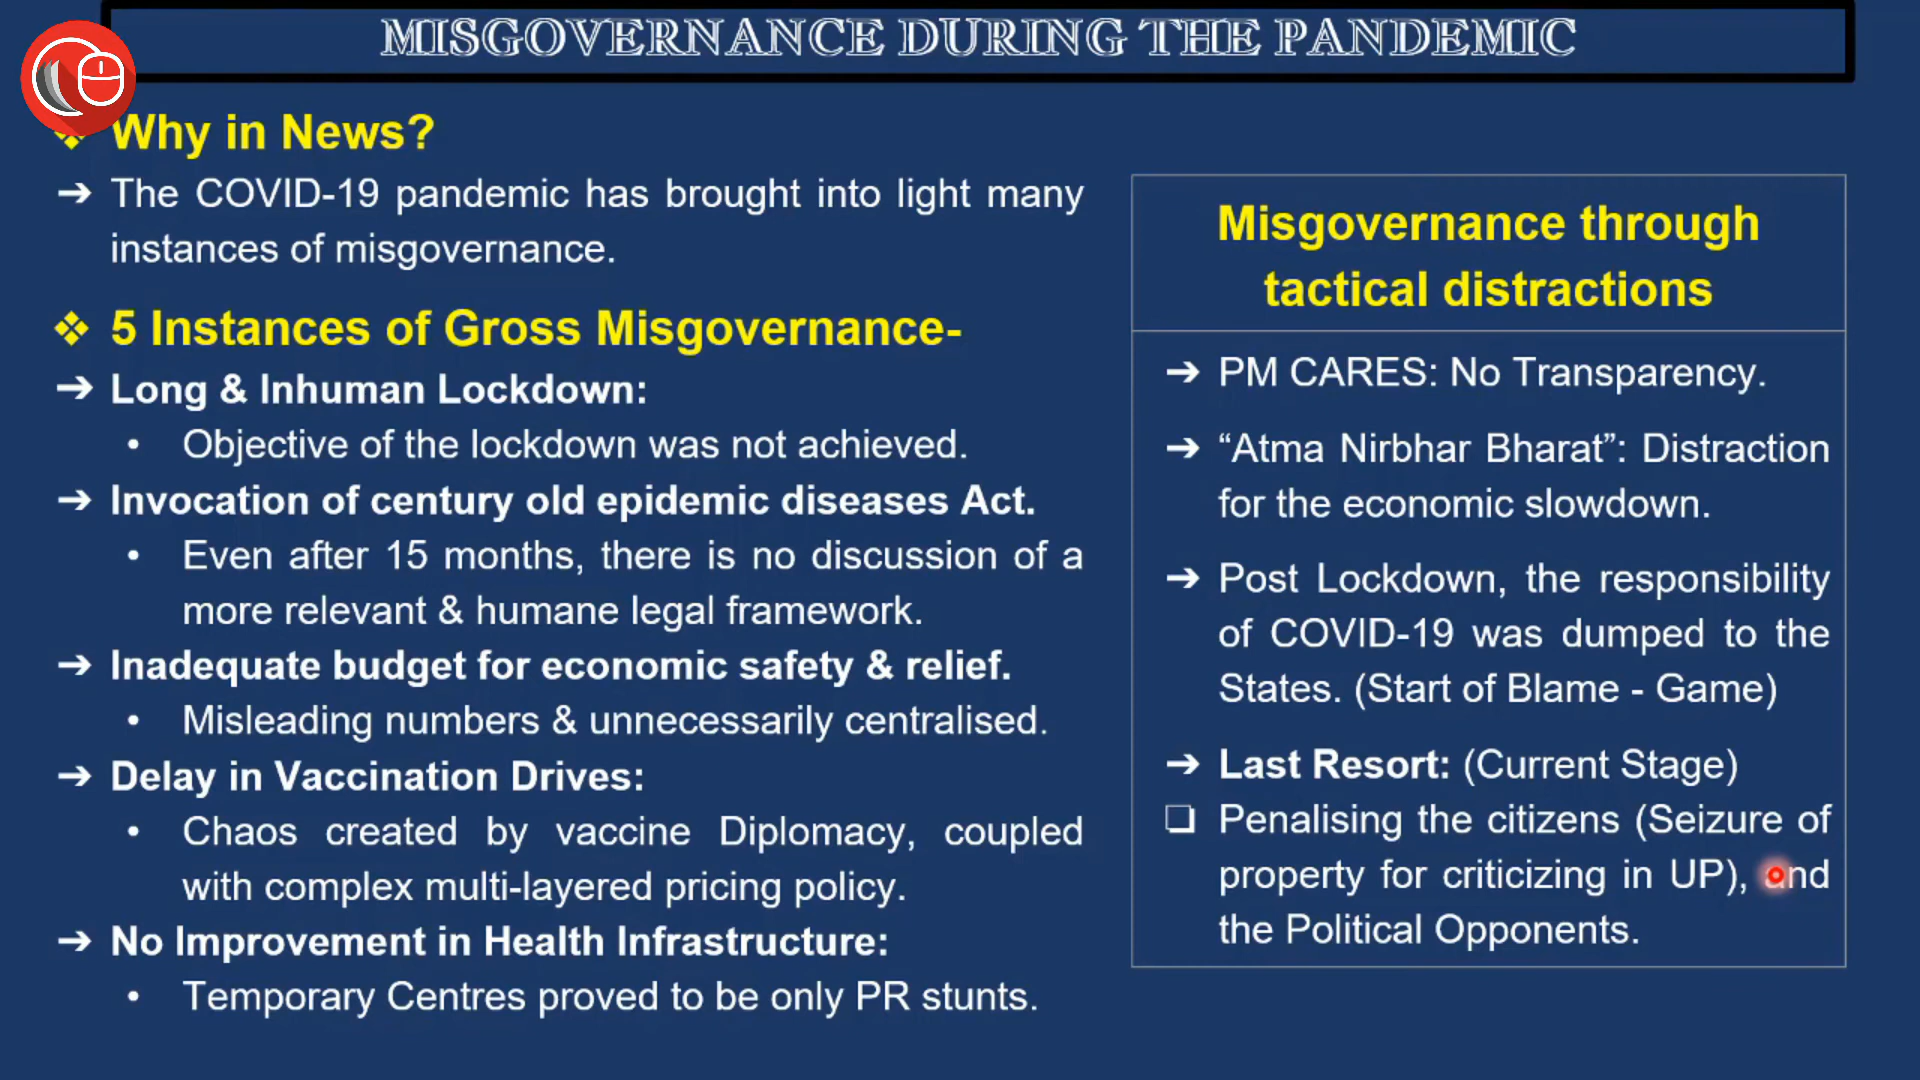 MISGOVERNANCE DURING THE PANDEMIC
❖ Why in News?
➔ The COVID-19 pandemic has brought into light many
instances of misgovernance.
❖ 5 Instances of Gross Misgovernance-
➔ Long & Inhuman Lockdown:
• Objective of the lockdown was not achieved.
➔ Invocation of century old epidemic diseases Act.
• Even after 15 months, there is no discussion of a
more relevant & humane legal framework.
➔ Inadequate budget for economic safety & relief.
• Misleading numbers & unnecessarily centralised.
➔ Delay in Vaccination Drives:
• Chaos created by vaccine Diplomacy, coupled
with complex multi-layered pricing policy.
➔ No Improvement in Health Infrastructure:
• Temporary Centres proved to be only PR stunts.
Misgovernance through
tactical distractions
➔ PM CARES: No Transparency.
➔ “Atma Nirbhar Bharat”: Distraction
for the economic slowdown.
➔ Post Lockdown, the responsibility
of COVID-19 was dumped to the
States. (Start of Blame - Game)
➔ Last Resort: (Current Stage)
❏ Penalising the citizens (Seizure of
property for criticizing in UP), and
the Political Opponents.